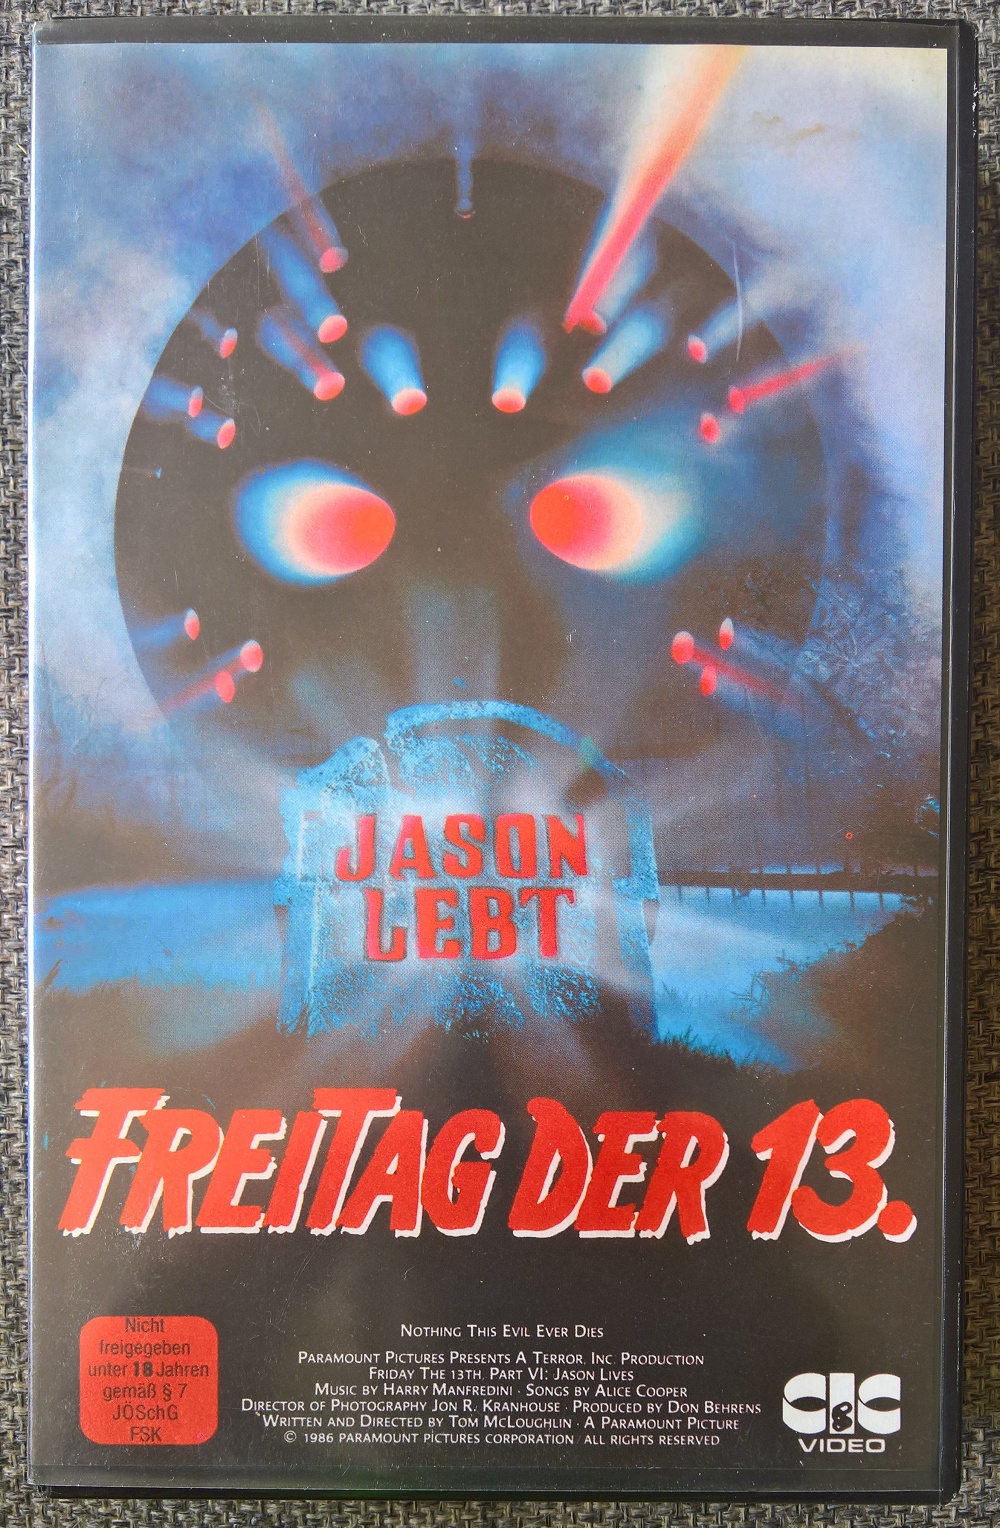 JASON
LEBT
FREITAG DER 13.
Nicht
freigegeben
unter 18 Jahren
gemäß § 7
JÖSchG
FSK
NOTHING THIS EVIL EVER DIES
PARAMOUNT PICTURES PRESENTS A TERROR, INC. PRODUCTION
FRIDAY THE 13TH, PART VI: JASON LIVES
MUSIC BY HARRY MANFREDINI · SONGS BY ALICE COOPER
DIRECTOR OF PHOTOGRAPHY JON R. KRANHOUSE · PRODUCED BY DON BEHRENS
WRITTEN AND DIRECTED BY TOM MCLOUGHLIN · A PARAMOUNT PICTURE
© 1986 PARAMOUNT PICTURES CORPORATION ALL RIGHTS RESERVED
CIC
VIDEO